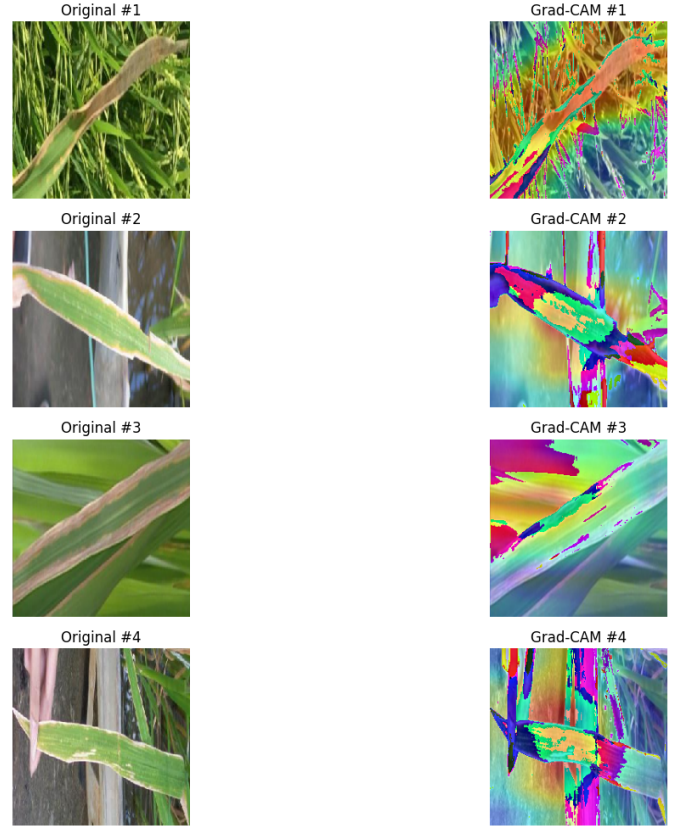 Original #1
Grad-CAM #1
Original #2
Grad-CAM #2
Original #3
Grad-CAM #3
Original #4
Grad-CAM #4